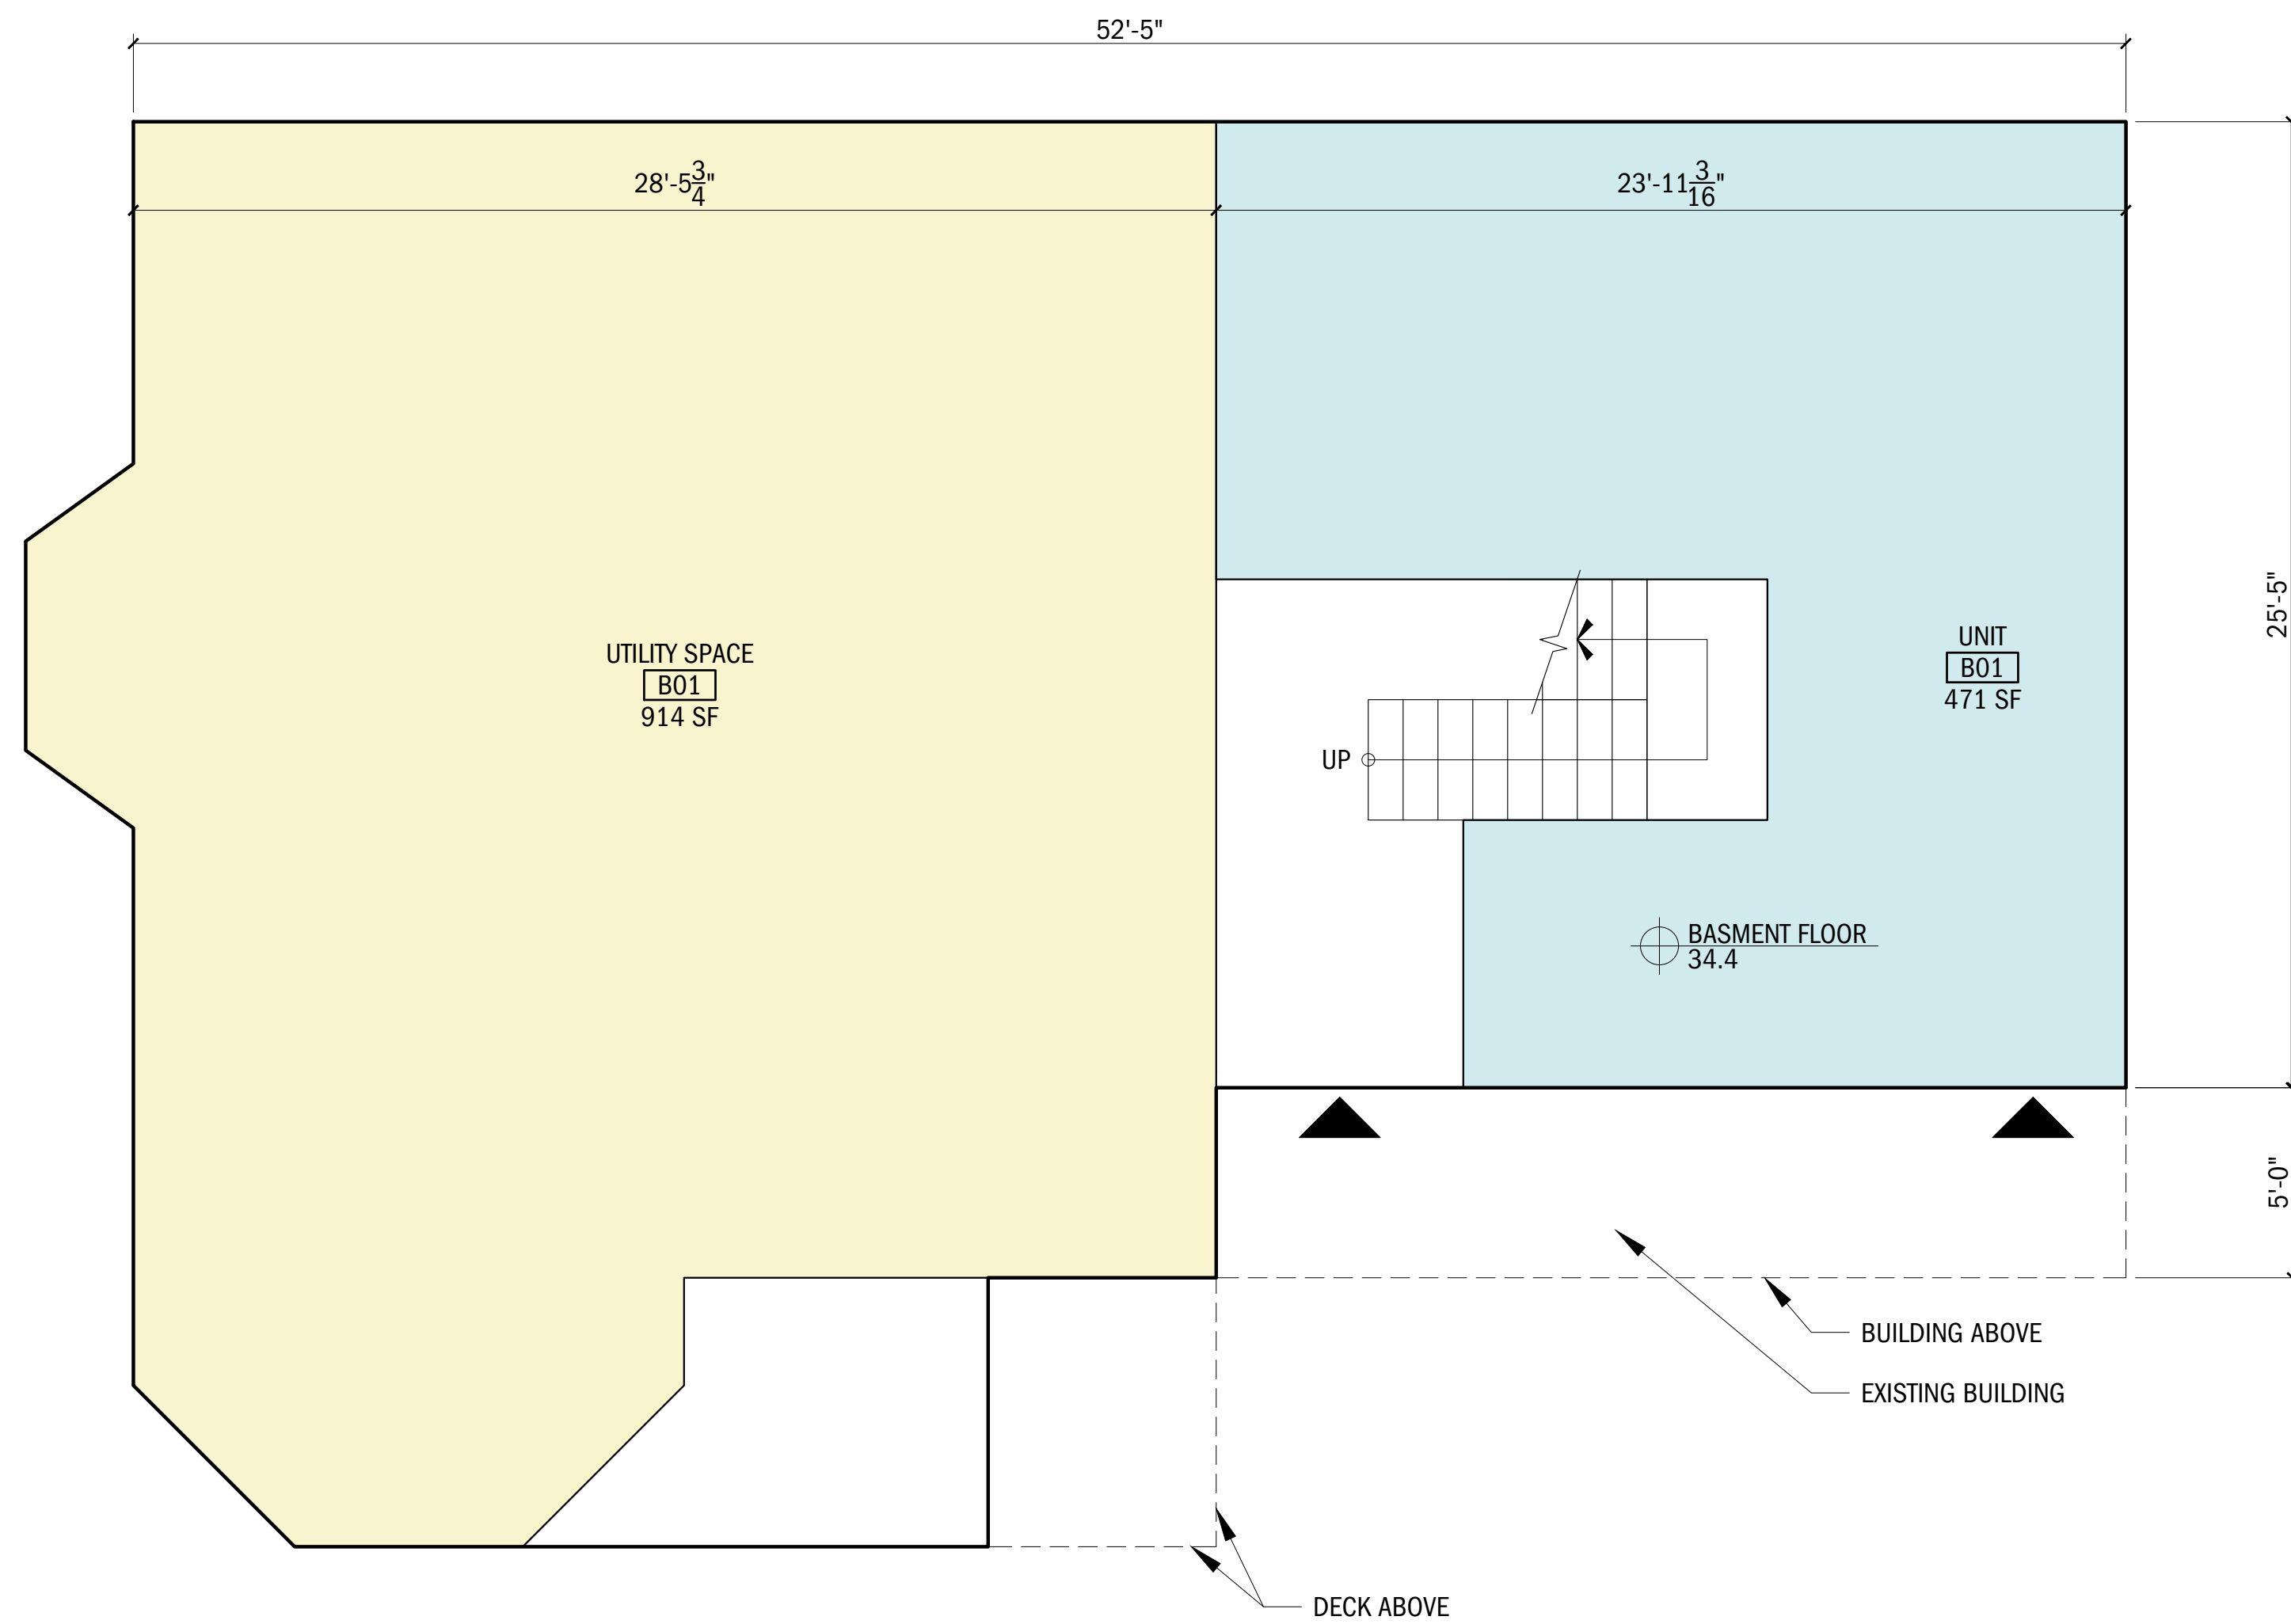 52'-5"
28'-5 3/4"
23'-11 3/16"
25'-5"
UTILITY SPACE
B01
914 SF
UNIT
B01
471 SF
UP
BASMENT FLOOR
34.4
5'-0"
BUILDING ABOVE
EXISTING BUILDING
DECK ABOVE